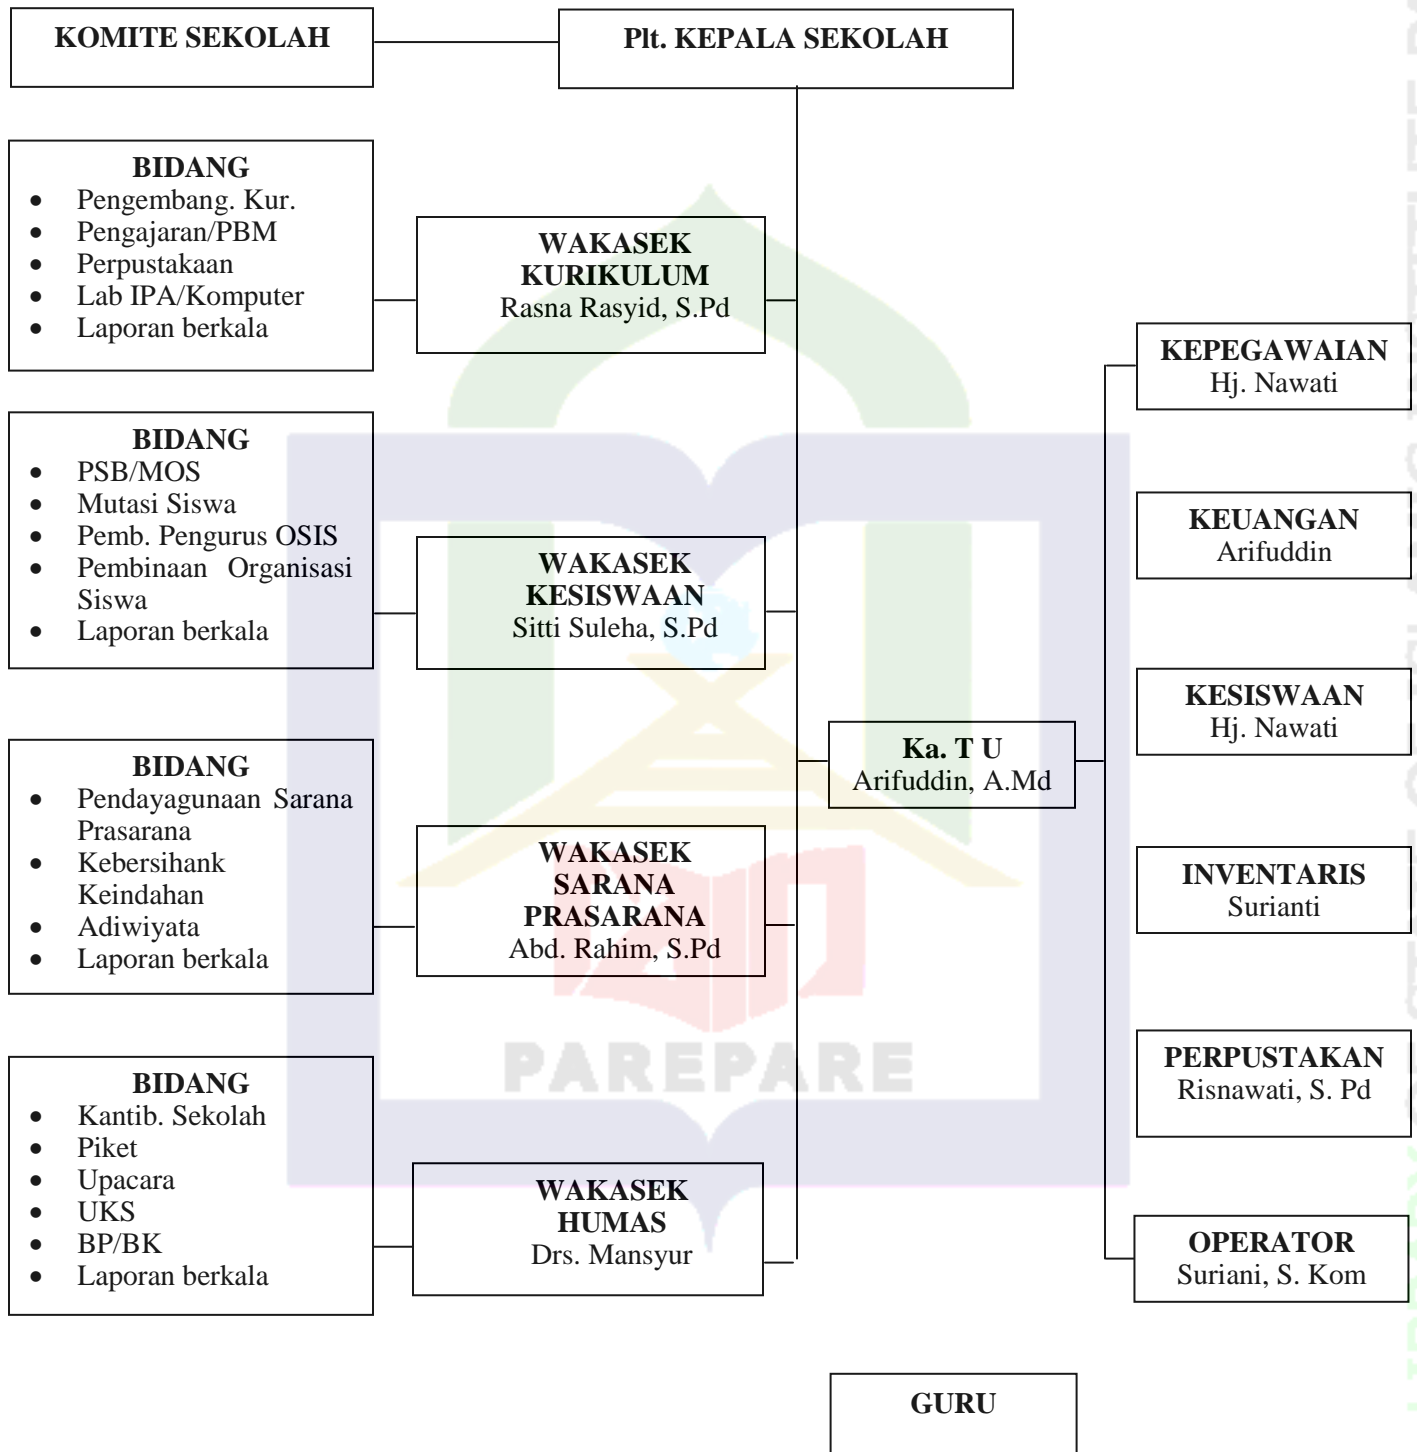 KOMITE SEKOLAH
Plt. KEPALA SEKOLAH
BIDANG
• Pengembang. Kur.
• Pengajaran/PBM
• Perpustakaan
• Lab IPA/Komputer
• Laporan berkala
WAKASEK
KURIKULUM
Rasna Rasyid, S.Pd
BIDANG
• PSB/MOS
• Mutasi Siswa
• Pemb. Pengurus OSIS
• Pembinaan Organisasi
Siswa
• Laporan berkala
WAKASEK
KESISWAAN
Sitti Suleha, S.Pd
BIDANG
• Pendayagunaan Sarana
Prasarana
• Kebersihank
Keindahan
• Adiwiyata
• Laporan berkala
WAKASEK
SARANA
PRASARANA
Abd. Rahim, S.Pd
BIDANG
• Kantib. Sekolah
• Piket
• Upacara
• UKS
• BP/BK
• Laporan berkala
WAKASEK
HUMAS
Drs. Mansyur
Ka. T U
Arifuddin, A.Md
KEPEGAWAIAN
Hj. Nawati
KEUANGAN
Arifuddin
KESISWAAN
Hj. Nawati
INVENTARIS
Surianti
PERPUSTAKAN
Risnawati, S. Pd
OPERATOR
Suriani, S. Kom
GURU
PAREPARE